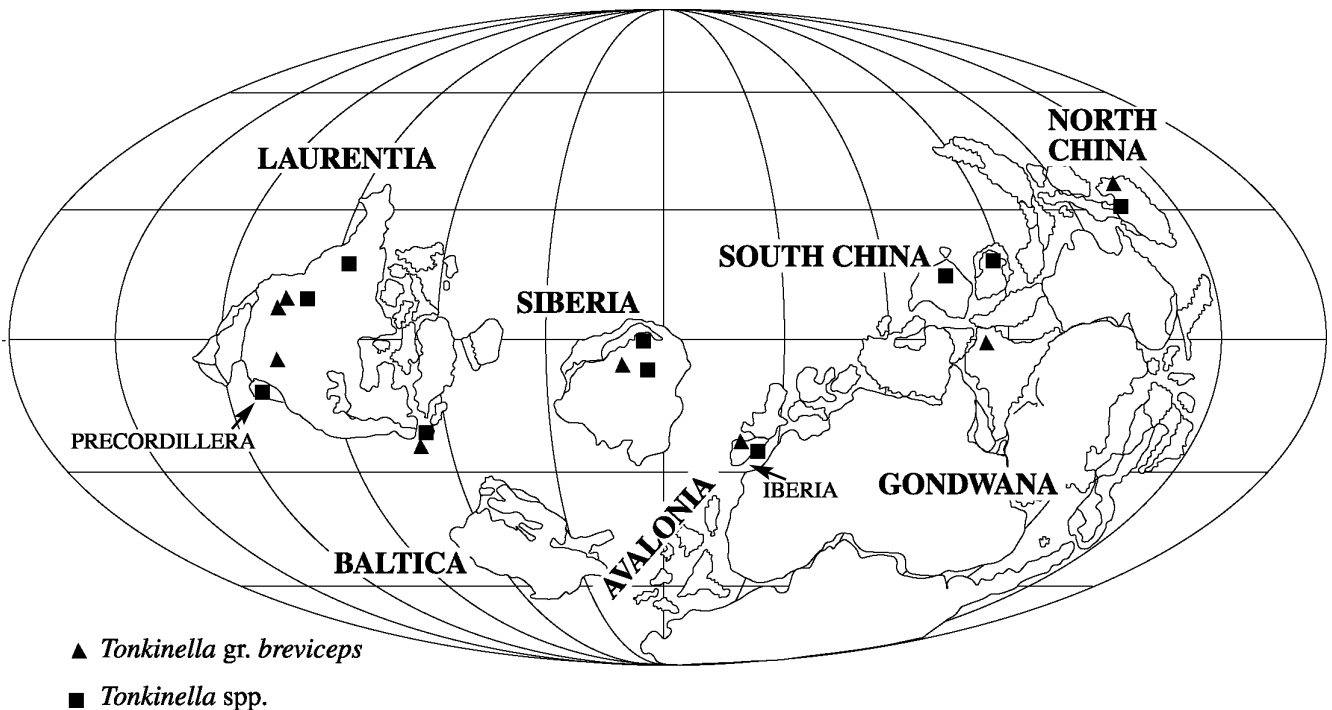 NORTH
CHINA
LAURENTIA
SOUTH CHINA
SIBERIA
PRECORDILLERA
IBERIA
GONDWANA
AVALONIA
BALTICA
Tonkinella gr. breviceps
Tonkinella spp.